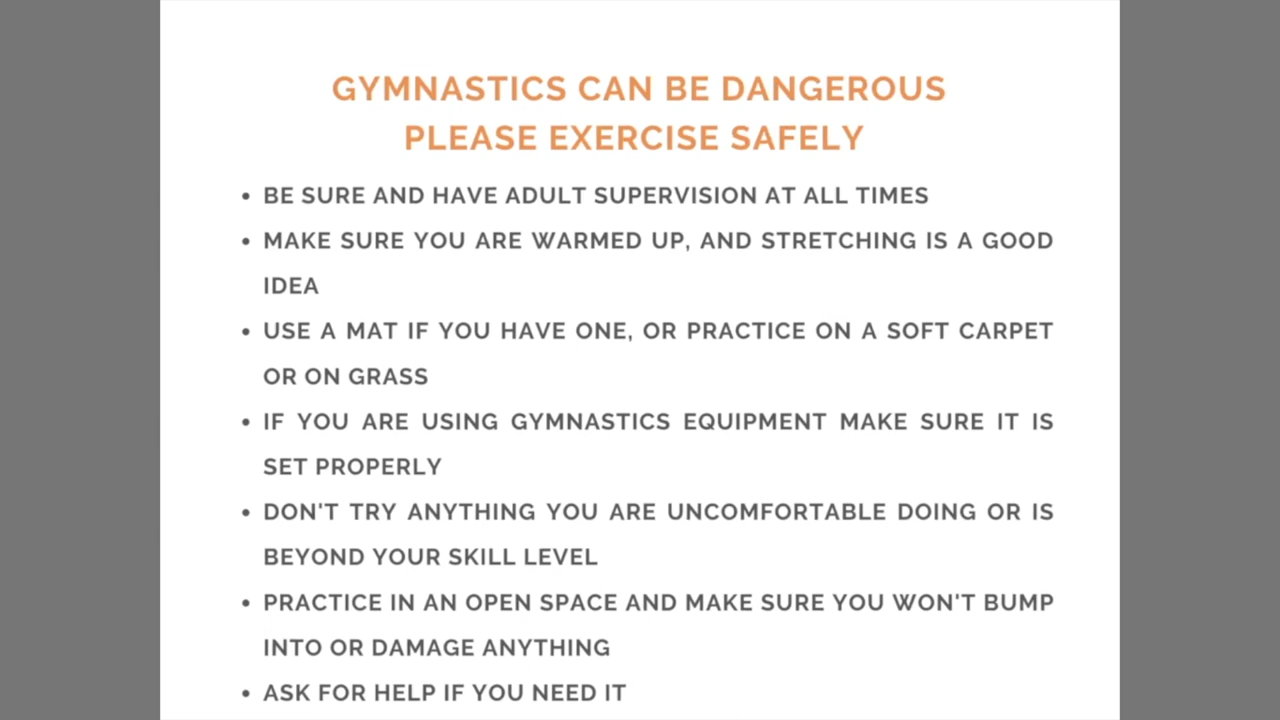 GYMNASTICS CAN BE DANGEROUS
PLEASE EXERCISE SAFELY
• BE SURE AND HAVE ADULT SUPERVISION AT ALL TIMES
• MAKE SURE YOU ARE WARMED UP, AND STRETCHING IS A GOOD
IDEA
• USE A MAT IF YOU HAVE ONE, OR PRACTICE ON A SOFT CARPET
OR ON GRASS
• IF YOU ARE USING GYMNASTICS EQUIPMENT MAKE SURE IT IS
SET PROPERLY
• DON'T TRY ANYTHING YOU ARE UNCOMFORTABLE DOING OR IS
BEYOND YOUR SKILL LEVEL
• PRACTICE IN AN OPEN SPACE AND MAKE SURE YOU WON'T BUMP
INTO OR DAMAGE ANYTHING
• ASK FOR HELP IF YOU NEED IT